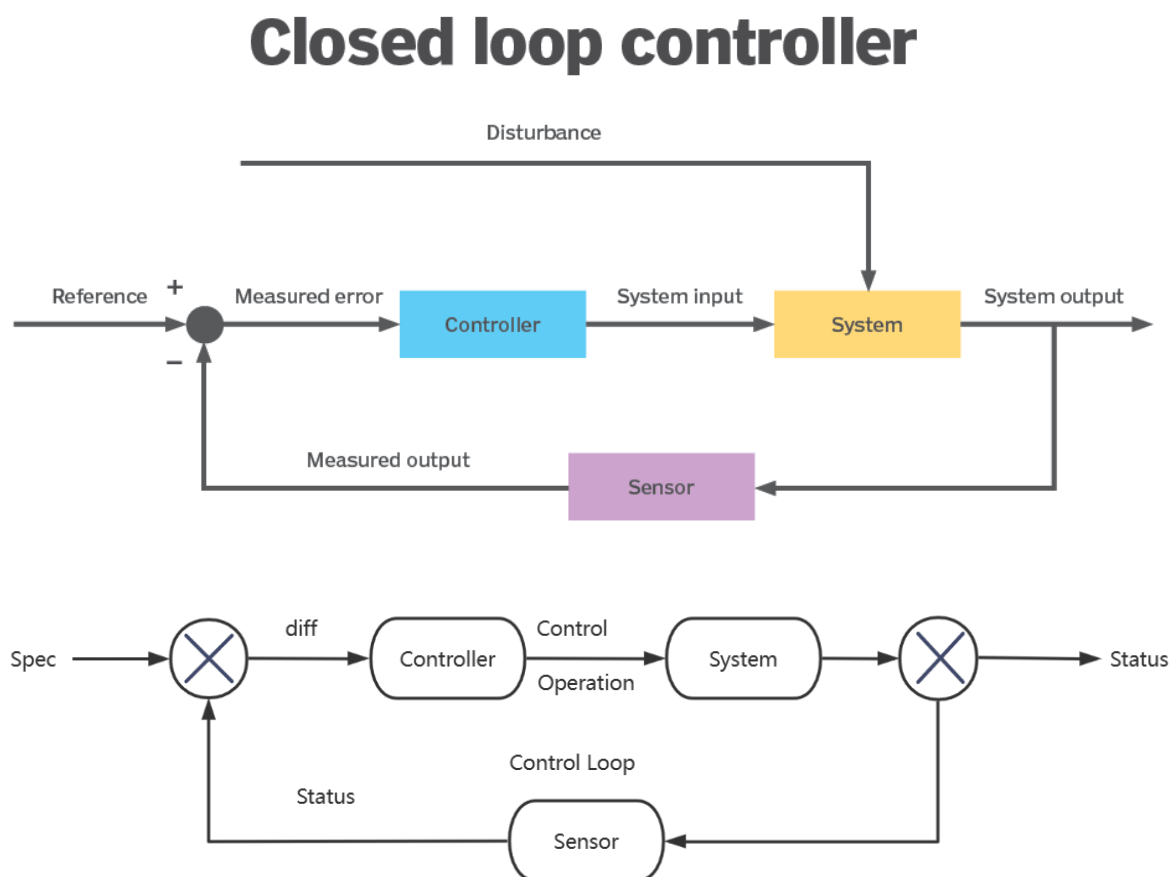 Closed loop controller
Disturbance
Reference
+
Measured error
Controller
System input
System
System output
−
Measured output
Sensor
Spec
diff
Controller
Control
Operation
System
Status
Control Loop
Status
Sensor